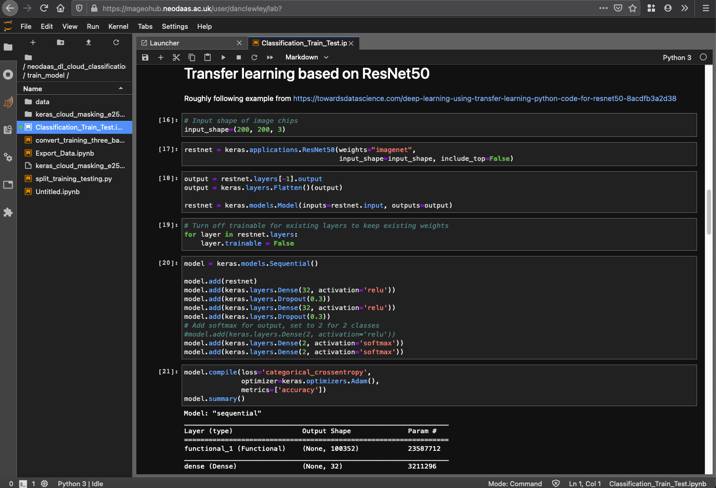 https://mageohub.neodaas.ac.uk/user/danclewley/lab?
File Edit View Run Kernel Tabs Settings Help
/ neodaas_dl_cloud_classificatio
/ train_model /
Name
data
keras_cloud_masking_e25...
Classification_Train_Test.i...
convert_training_three_ba...
Export_Data.ipynb
keras_cloud_masking_e25...
split_training_testing.py
Untitled.ipynb
Launcher
Classification_Train_Test.ip
Markdown
Python 3
Transfer learning based on ResNet50
Roughly following example from https://towardsdatascience.com/deep-learning-using-transfer-learning-python-code-for-resnet50-8acdfb3a2d38
[16]: # Input shape of image chips
input_shape=(200, 200, 3)
[17]: restnet = keras.applications.ResNet50(weights="imagenet",
input_shape=input_shape, include_top=False)
[18]: output = restnet.layers[-1].output
output = keras.layers.Flatten()(output)
restnet = keras.models.Model(inputs=restnet.input, outputs=output)
[19]: # Turn off trainable for existing layers to keep existing weights
for layer in restnet.layers:
layer.trainable = False
[20]: model = keras.models.Sequential()
model.add(restnet)
model.add(keras.layers.Dense(32, activation='relu'))
model.add(keras.layers.Dropout(0.3))
model.add(keras.layers.Dense(32, activation='relu'))
model.add(keras.layers.Dropout(0.3))
# Add softmax for output, set to 2 for 2 classes
#model.add(keras.layers.Dense(2, activation='relu'))
model.add(keras.layers.Dense(2, activation='softmax'))
model.add(keras.layers.Dense(2, activation='softmax'))
[21]: model.compile(loss='categorical_crossentropy',
optimizer=keras.optimizers.Adam(),
metrics=['accuracy'])
model.summary()
Model: "sequential"
Layer (type) Output Shape Param #
functional_1 (Functional) (None, 100352) 23587712
dense (Dense) (None, 32) 3211296
0 1 Python 3 | Idle Mode: Command Ln 1, Col 1 Classification_Train_Test.ipynb